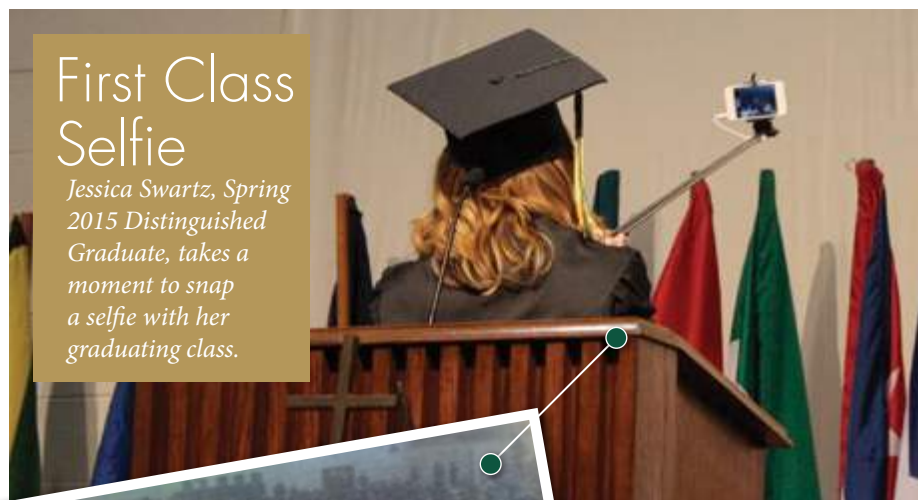 First Class
Selfie
Jessica Swartz, Spring
2015 Distinguished
Graduate, takes a
moment to snap
a selfie with her
graduating class.